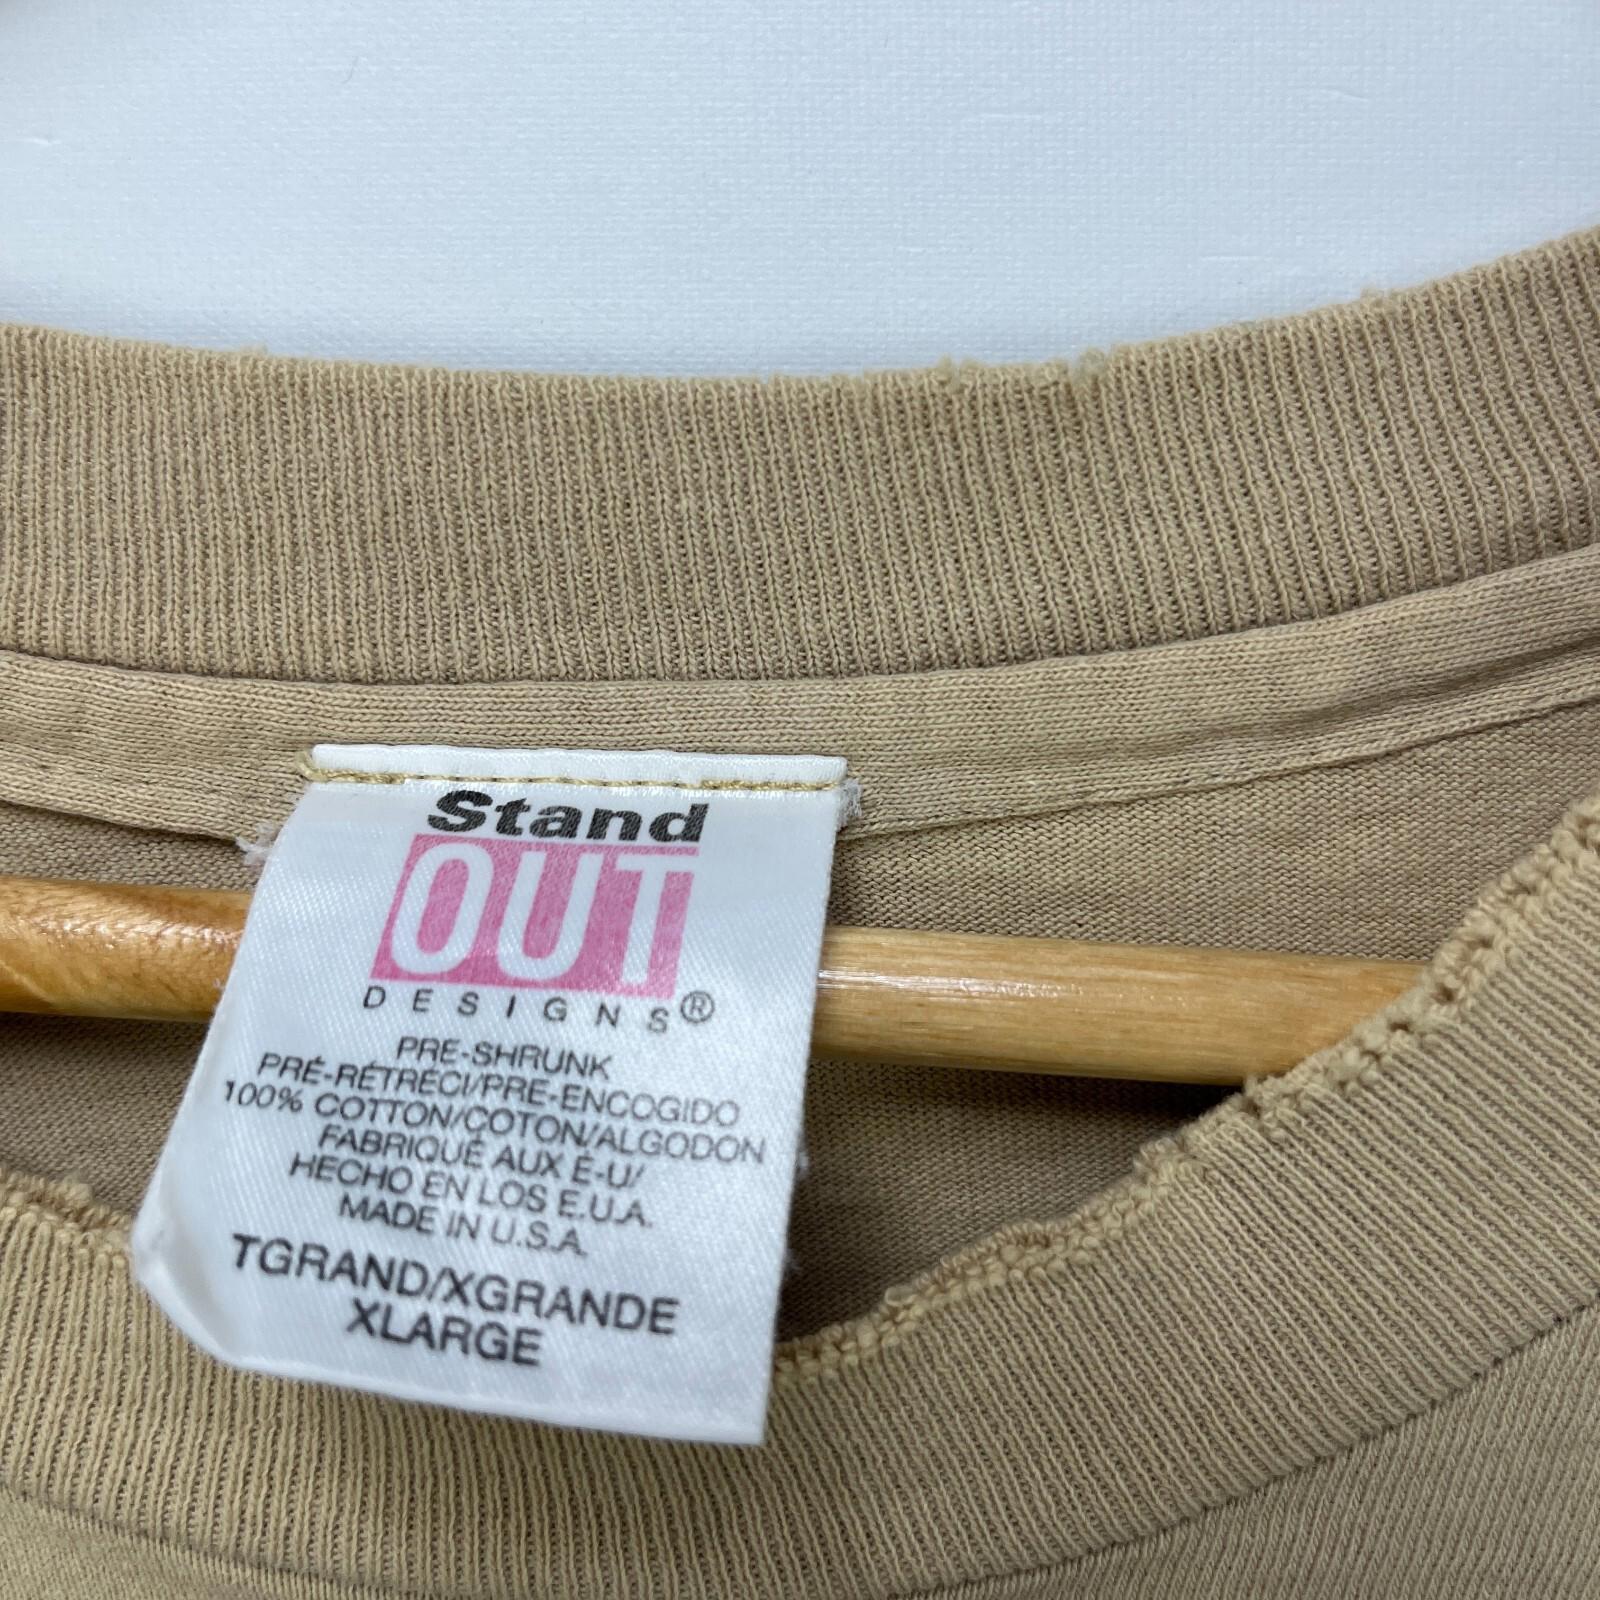 Stand
OUT
DESIGNS®
PRE-SHRUNK
PRÉ-RÉTRÉCI/PRE-ENCOGIDO
100% COTTON/COTON/ALGODON
FABRIQUÉ AUX É-U/
HECHO EN LOS E.U.A.
MADE IN U.S.A.
TGRAND/XGRANDE
XLARGE